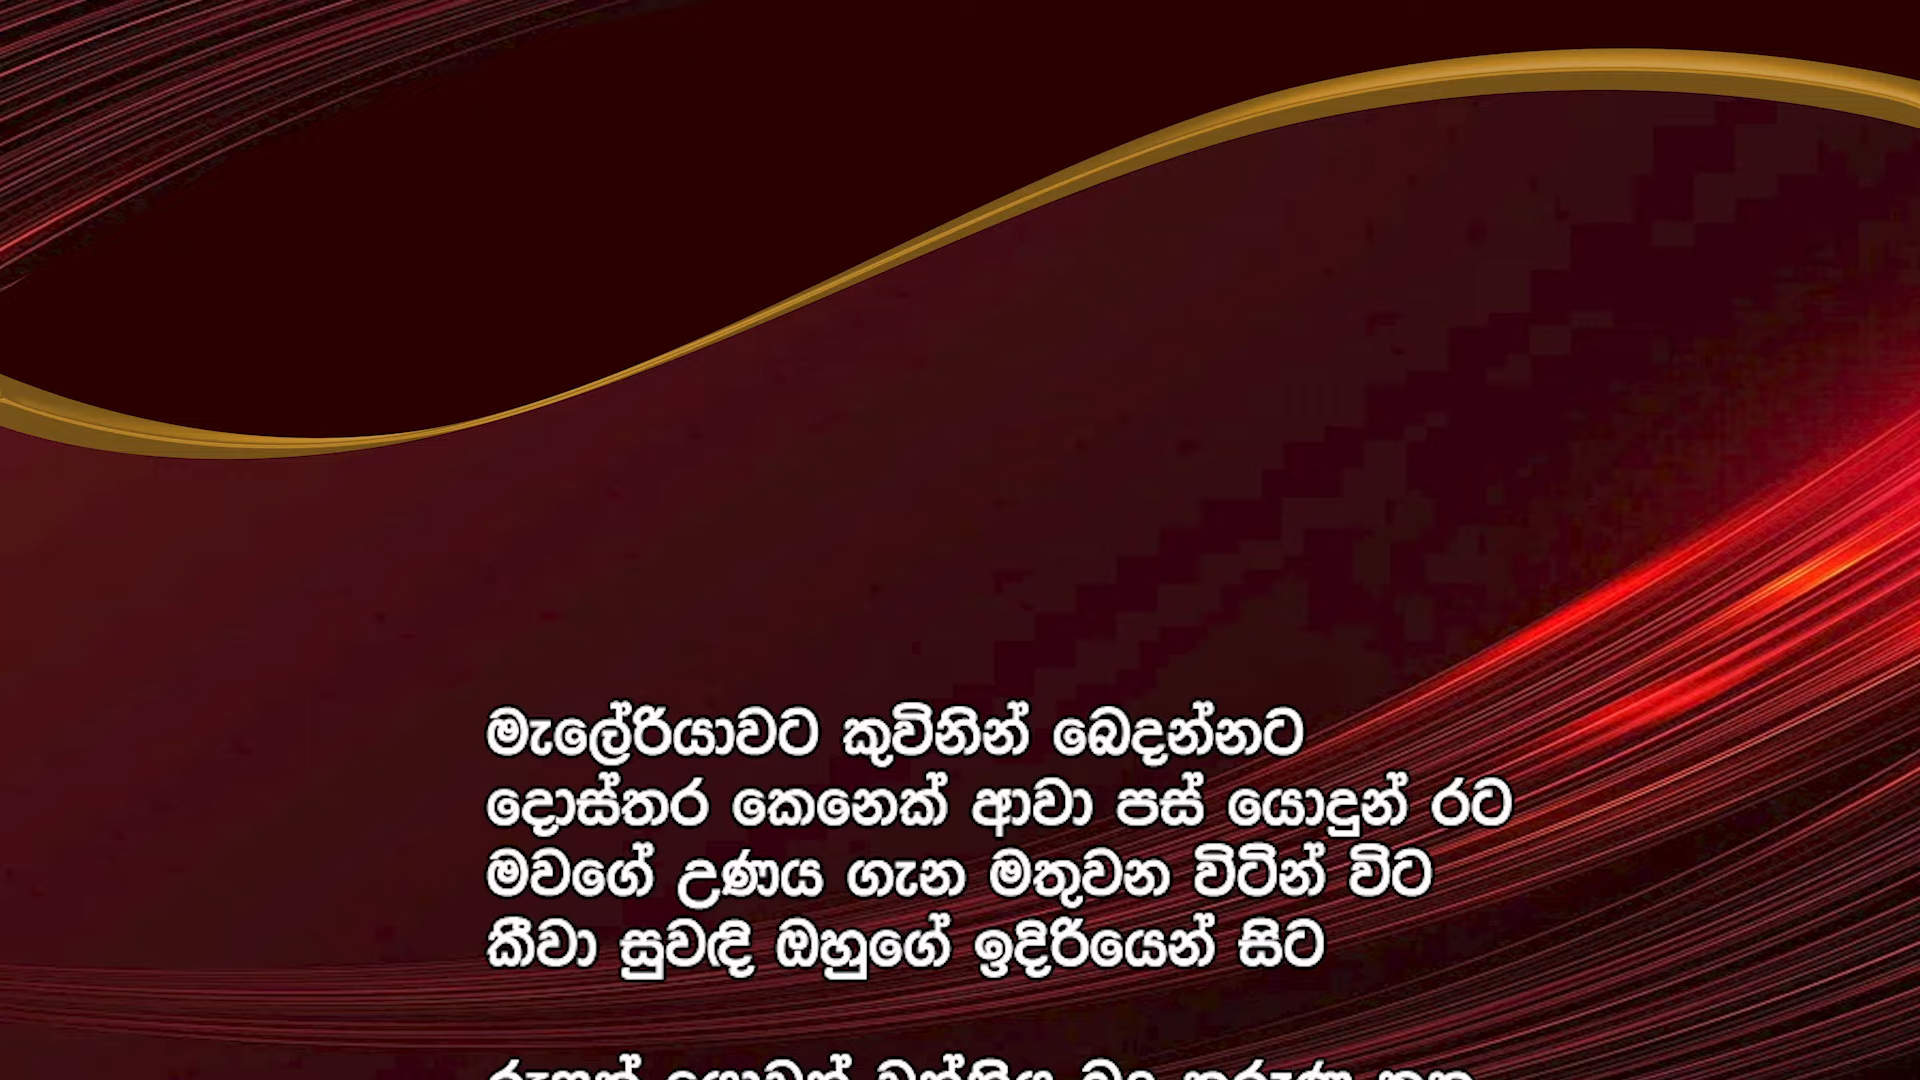 මැලේරියාවට කුවිනින් බෙදන්නට
දොස්තර කෙනෙක් ආවා පස් යොදුන් රට
මවගේ උණය ගැන මතුවන විටින් විට
කීවා සුවඳි ඔහුගේ ඉදිරියෙන් සිට